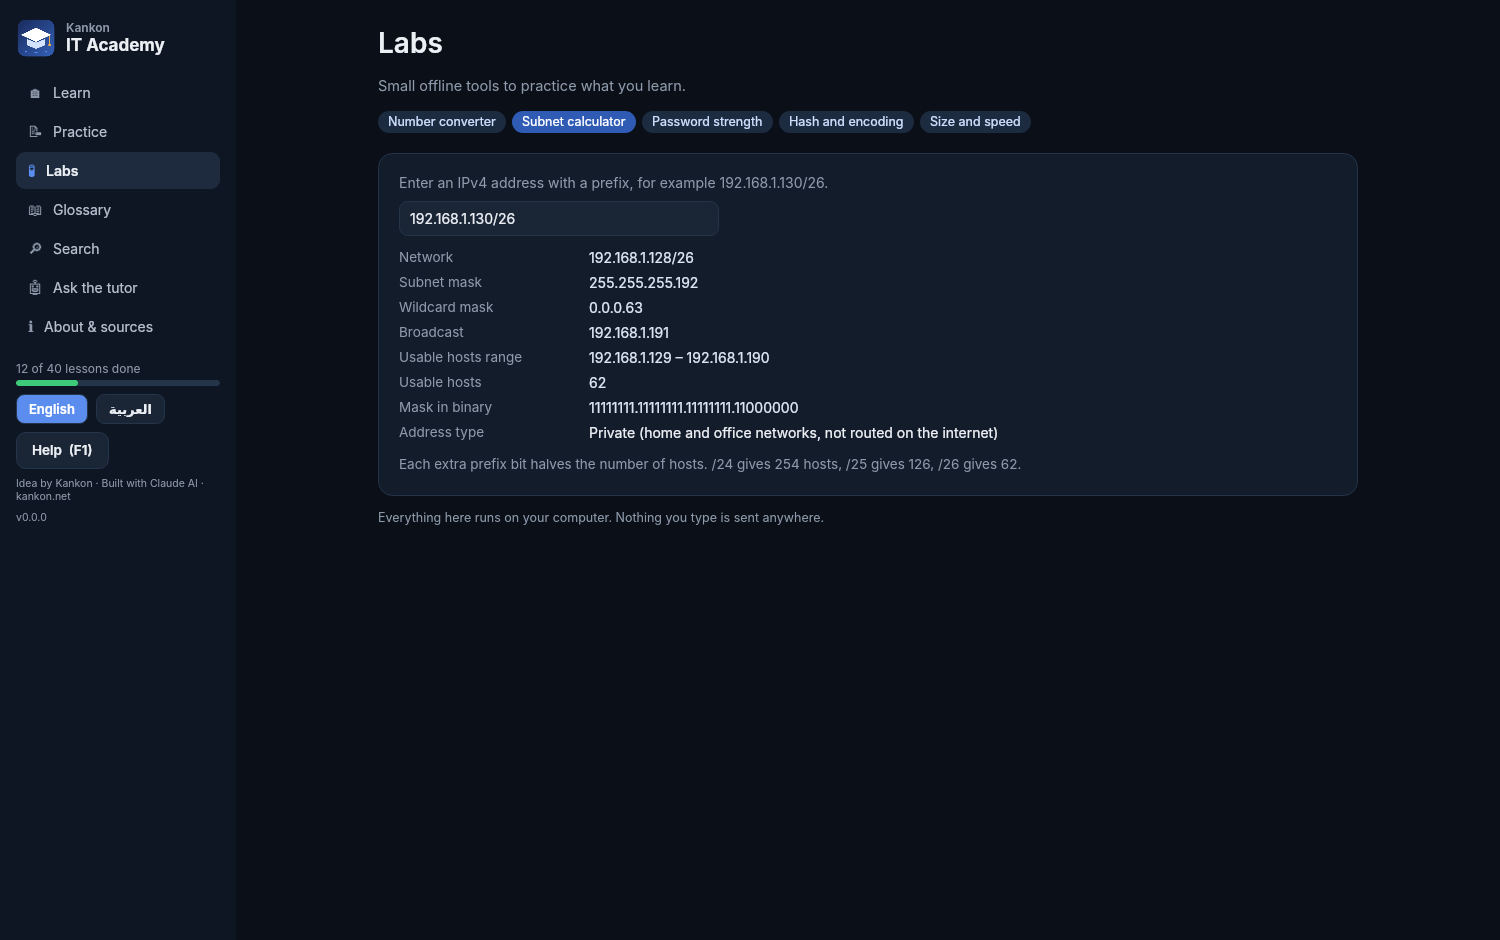 Kankon
IT Academy
Learn
Practice
Labs
Glossary
Search
Ask the tutor
About & sources
12 of 40 lessons done
English
العربية
Help (F1)
Idea by Kankon · Built with Claude AI ·
kankon.net
v0.0.0
Labs
Small offline tools to practice what you learn.
Number converter
Subnet calculator
Password strength
Hash and encoding
Size and speed
Enter an IPv4 address with a prefix, for example 192.168.1.130/26.
192.168.1.130/26
Network 192.168.1.128/26
Subnet mask 255.255.255.192
Wildcard mask 0.0.0.63
Broadcast 192.168.1.191
Usable hosts range 192.168.1.129 – 192.168.1.190
Usable hosts 62
Mask in binary 11111111.11111111.11111111.11000000
Address type Private (home and office networks, not routed on the internet)
Each extra prefix bit halves the number of hosts. /24 gives 254 hosts, /25 gives 126, /26 gives 62.
Everything here runs on your computer. Nothing you type is sent anywhere.